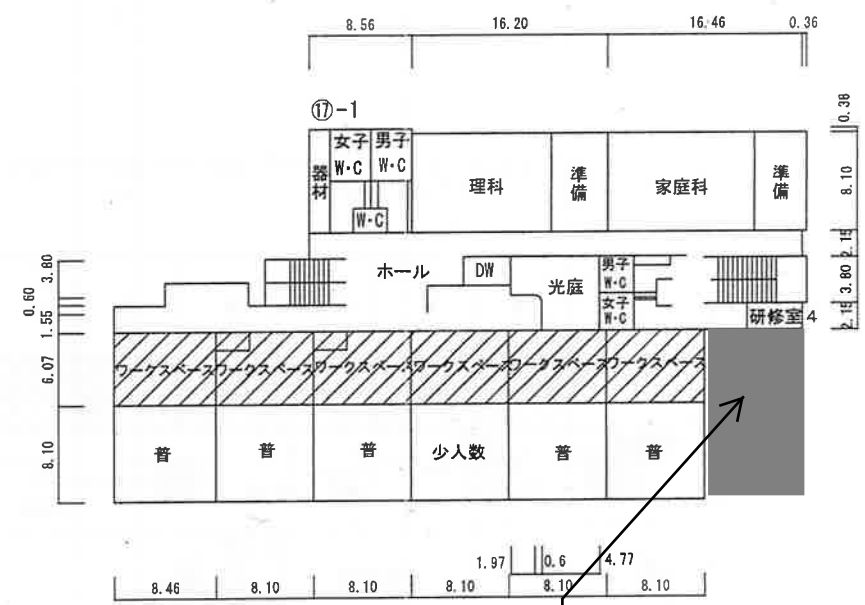 8.56 16.20 16.46 0.36
⑰-1
0.38
女子 男子
W・C W・C
器材
W・C
理科
準備
家庭科
準備
8.10
2.15
3.80
2.15
3.80
0.60
1.55
6.07
8.10
ホール
DW
光庭
男子
W・C
女子
W・C
研修室 4
ワークスペース ワークスペース ワークスペース ワークスペース ワークスペース ワークスペース
普 普 普 少人数 普 普
1.97 0.6 4.77
8.46 8.10 8.10 8.10 8.10 8.10